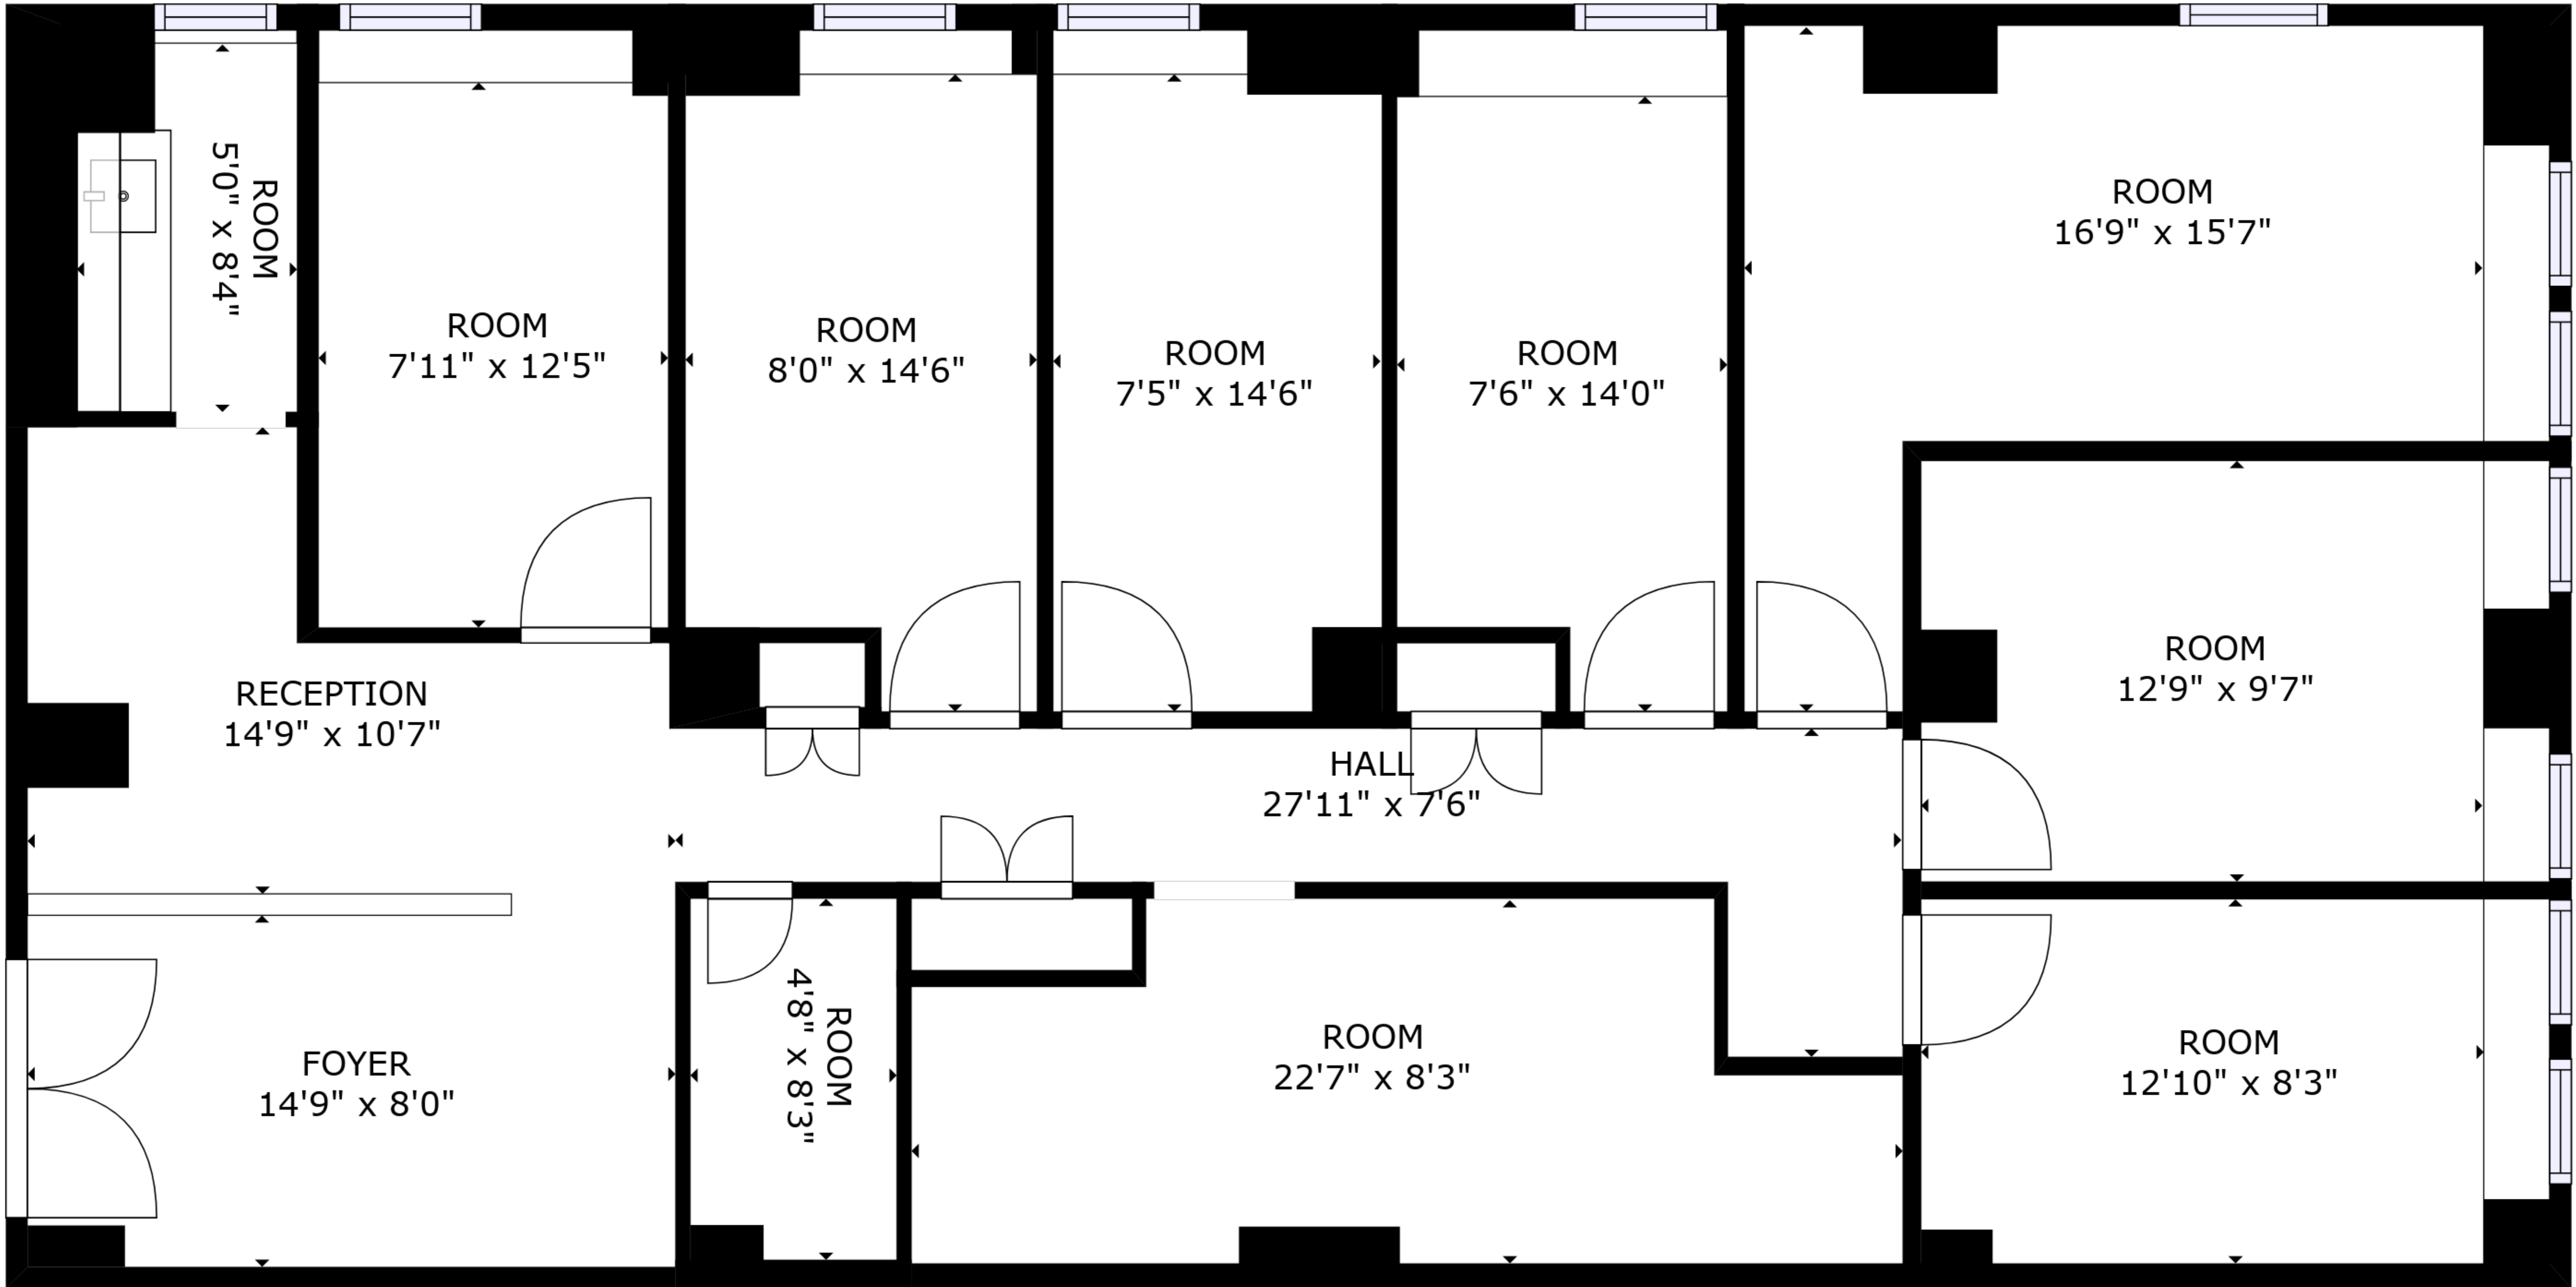 ROOM
5'0" x 8'4"
ROOM
7'11" x 12'5"
ROOM
8'0" x 14'6"
ROOM
7'5" x 14'6"
ROOM
7'6" x 14'0"
ROOM
16'9" x 15'7"
RECEPTION
14'9" x 10'7"
HALL
27'11" x 7'6"
ROOM
12'9" x 9'7"
FOYER
14'9" x 8'0"
ROOM
4'8" x 8'3"
ROOM
22'7" x 8'3"
ROOM
12'10" x 8'3"